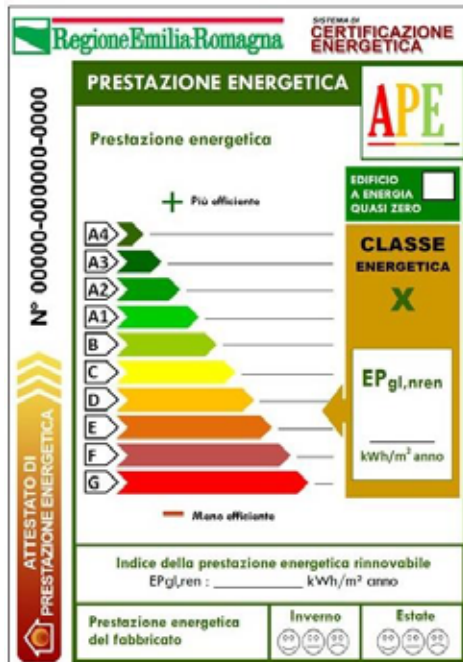 RegioneEmilia-Romagna
SISTEMA DI
CERTIFICAZIONE
ENERGETICA
N° 00000-000000-0000
ATTESTATO DI
PRESTAZIONE ENERGETICA
PRESTAZIONE ENERGETICA
APE
Prestazione energetica
EDIFICIO
A ENERGIA
QUASI ZERO
+ Più efficiente
A4
A3
A2
A1
B
C
D
E
F
G
CLASSE
ENERGETICA
X
EPgl,nren
________
kWh/m² anno
– Meno efficiente
Indice della prestazione energetica rinnovabile
EPgl,ren : __________ kWh/m² anno
Prestazione energetica
del fabbricato
Inverno
Estate